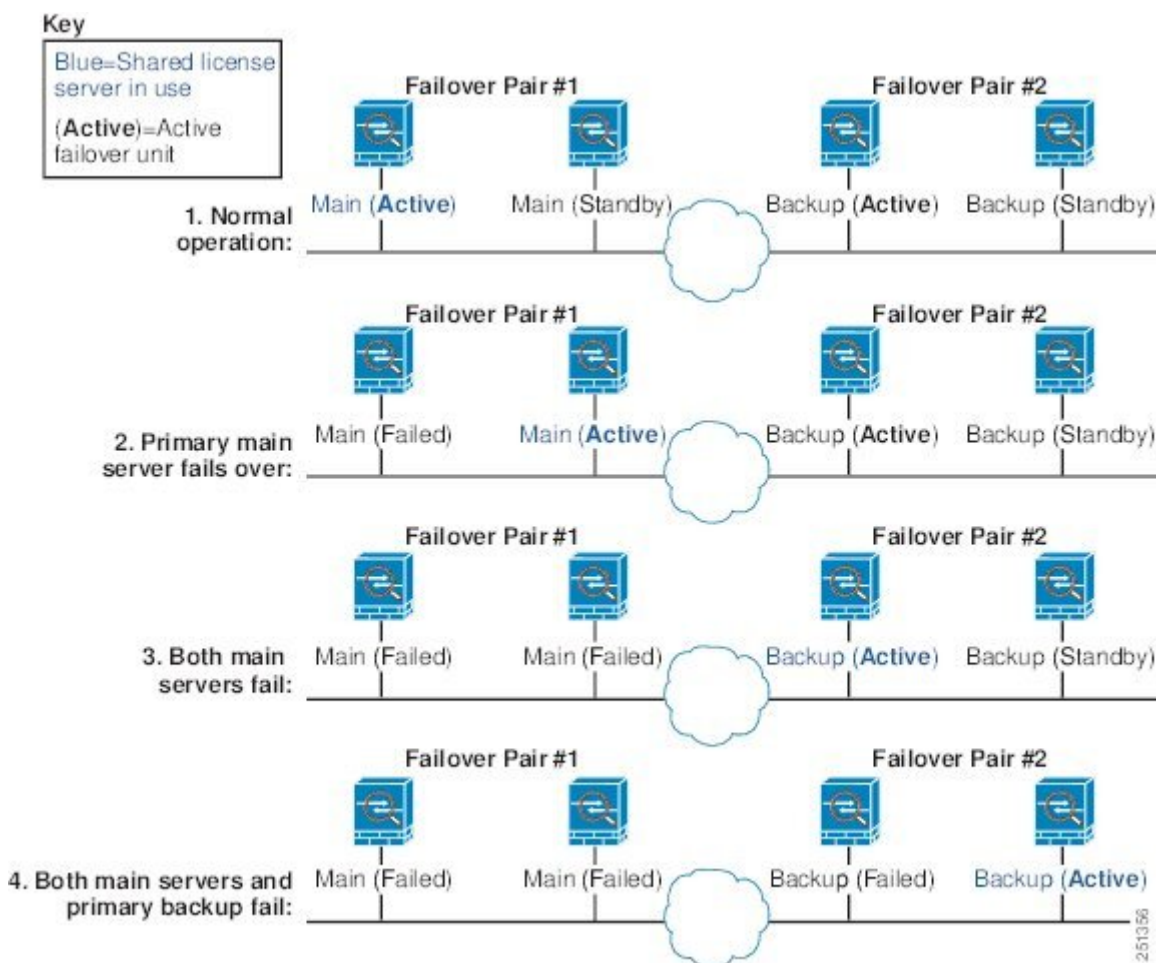 Key
Blue=Shared license
server in use
(Active)=Active
failover unit
Failover Pair #1
Failover Pair #2
1. Normal
operation:
Main (Active)
Main (Standby)
Backup (Active)
Backup (Standby)
Failover Pair #1
Failover Pair #2
2. Primary main
server fails over:
Main (Failed)
Main (Active)
Backup (Active)
Backup (Standby)
Failover Pair #1
Failover Pair #2
3. Both main
servers fail:
Main (Failed)
Main (Failed)
Backup (Active)
Backup (Standby)
Failover Pair #1
Failover Pair #2
4. Both main servers and
primary backup fail:
Main (Failed)
Main (Failed)
Backup (Failed)
Backup (Active)
251356